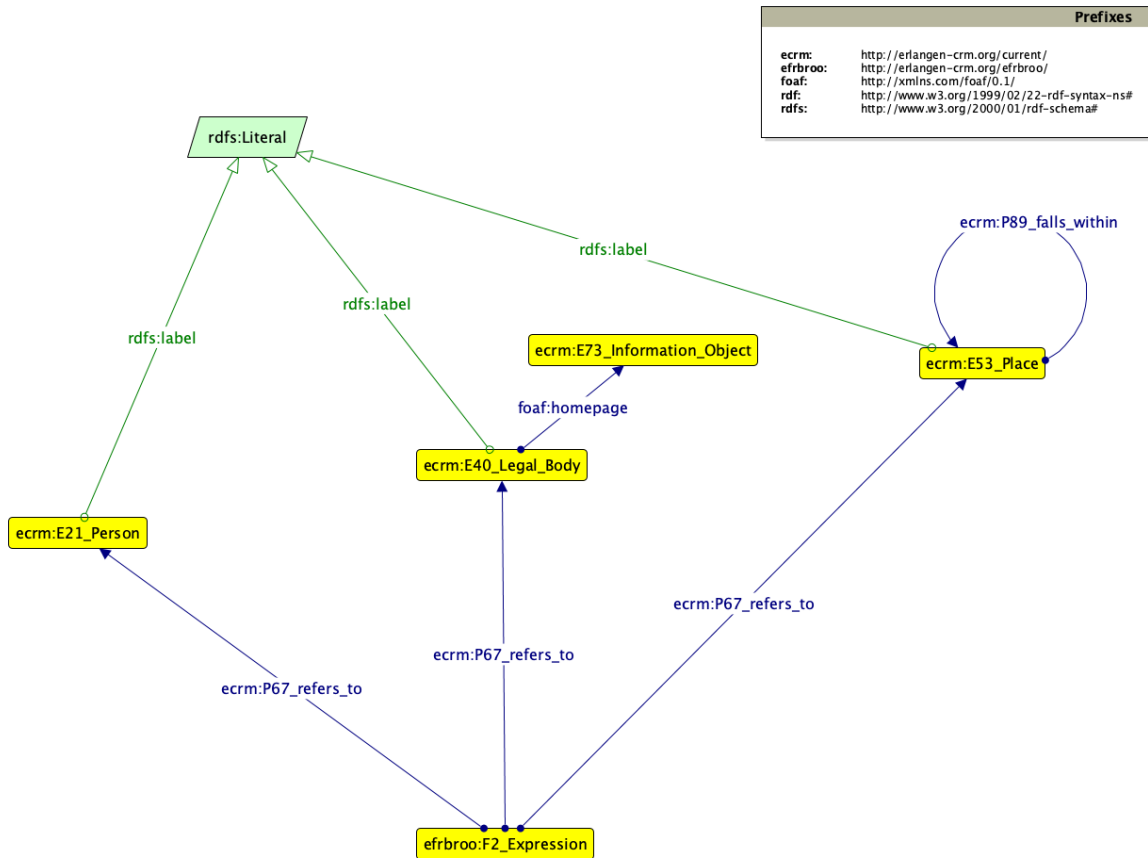 Prefixes
ecrm: http://erlangen-crm.org/current/
efrbroo: http://erlangen-crm.org/efrbroo/
foaf: http://xmlns.com/foaf/0.1/
rdf: http://www.w3.org/1999/02/22-rdf-syntax-ns#
rdfs: http://www.w3.org/2000/01/rdf-schema#
rdfs:Literal
ecrm:P89_falls_within
rdfs:label
rdfs:label
rdfs:label
ecrm:E73_Information_Object
ecrm:E53_Place
foaf:homepage
ecrm:E40_Legal_Body
ecrm:E21_Person
ecrm:P67_refers_to
ecrm:P67_refers_to
ecrm:P67_refers_to
efrbroo:F2_Expression